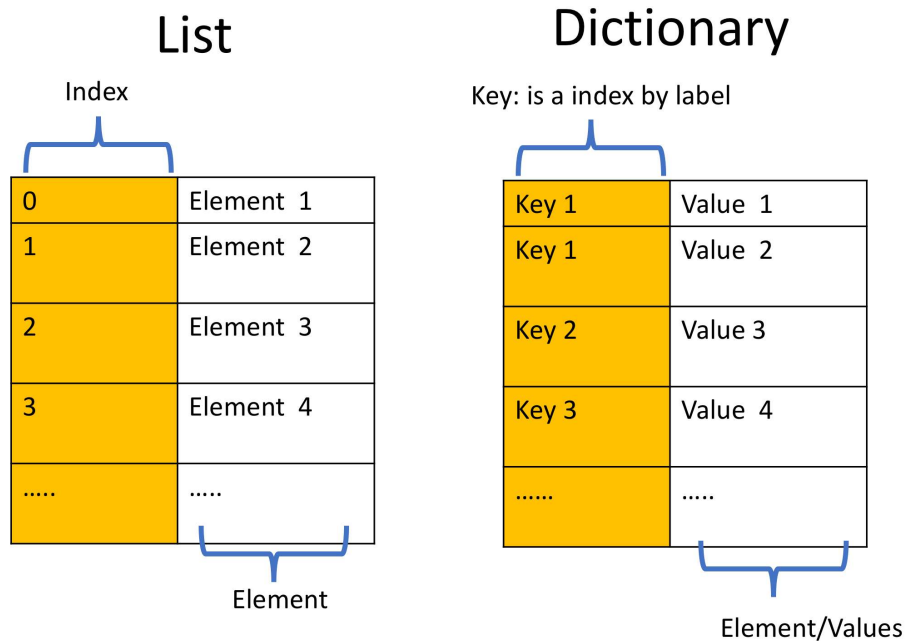 List
Index
0 Element 1
1 Element 2
2 Element 3
3 Element 4
..... .....
Element
Dictionary
Key: is a index by label
Key 1 Value 1
Key 1 Value 2
Key 2 Value 3
Key 3 Value 4
...... .....
Element/Values